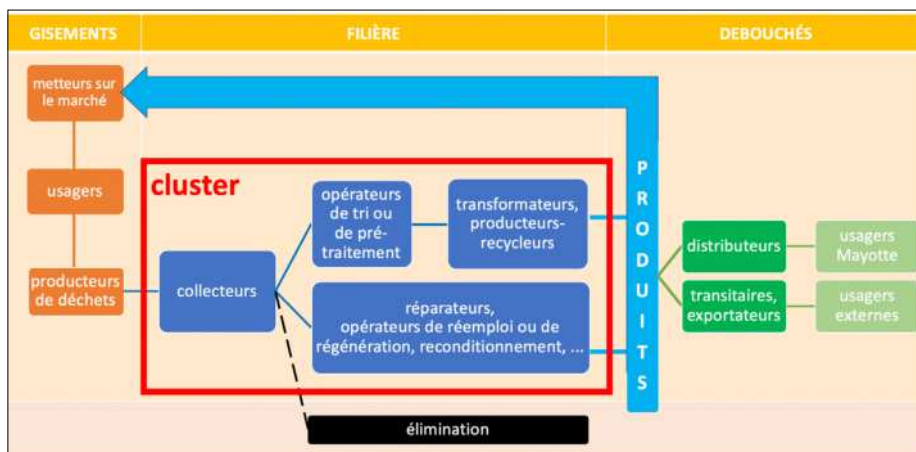 GISEMENTS
FILIÈRE
DEBOUCHÉS
metteurs sur
le marché
usagers
producteurs
de déchets
cluster
collecteurs
opérateurs
de tri ou
de pré-
traitement
transformateurs,
producteurs-
recycleurs
réparateurs,
opérateurs de réemploi ou de
régénération, reconditionnement, ...
élimination
PRODUITS
distributeurs
usagers
Mayotte
transitaires,
exportateurs
usagers
externes